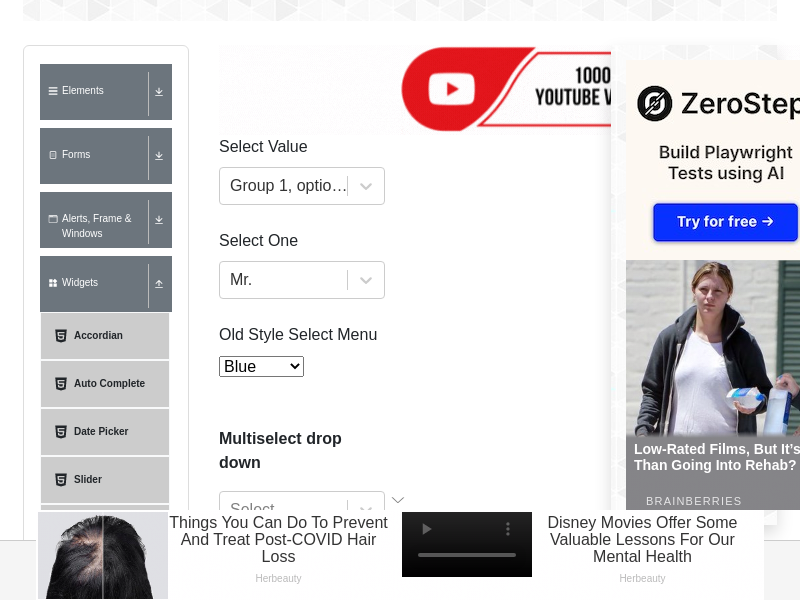 Elements
Forms
Alerts, Frame &
Windows
Widgets
Accordian
Auto Complete
Date Picker
Slider
1000
YOUTUBE V
Select Value
Group 1, optio...
Select One
Mr.
Old Style Select Menu
Blue
Multiselect drop
down
Select...
ZeroStep
Build Playwright
Tests using AI
Try for free →
Low-Rated Films, But It's
Than Going Into Rehab?
BRAINBERRIES
Things You Can Do To Prevent
And Treat Post-COVID Hair
Loss
Herbeauty
Disney Movies Offer Some
Valuable Lessons For Our
Mental Health
Herbeauty